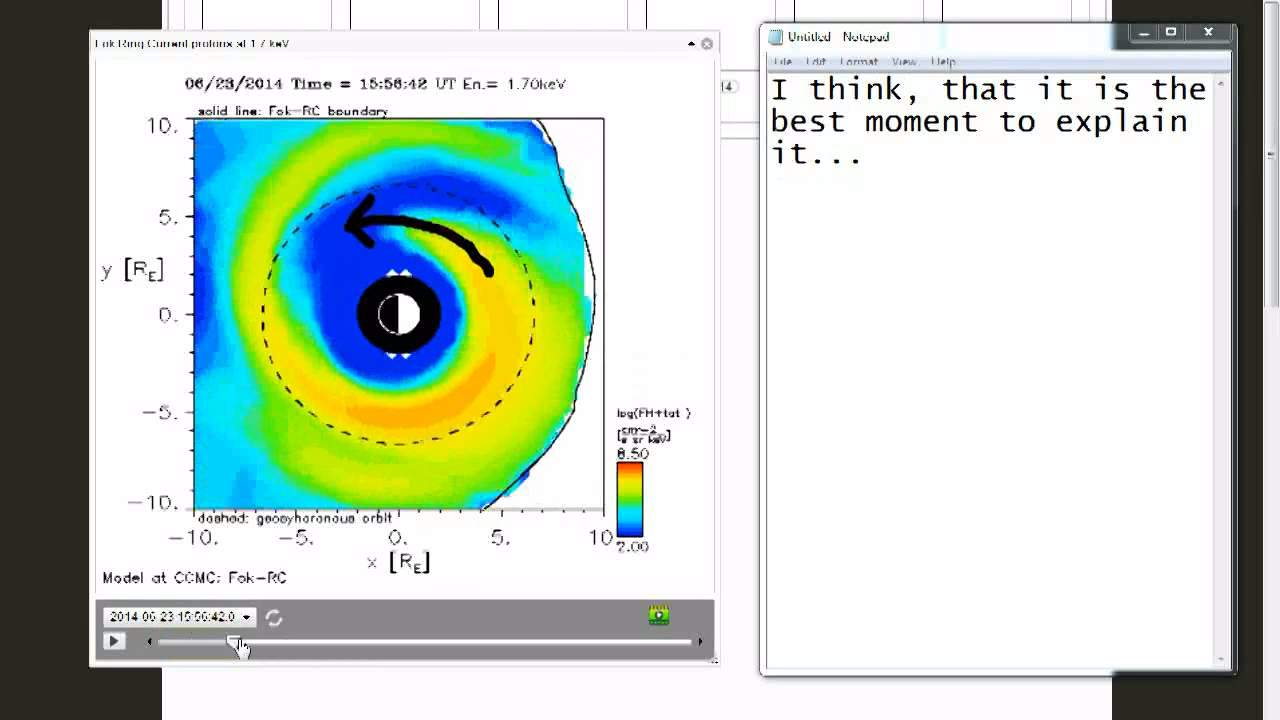 Fok Ring Current protons at 1.7 keV
06/23/2014 Time = 15:56:42 UT En.= 1.70keV
solid line: Fok-RC boundary
10.
5.
y [RE]
0.
-5.
-10.
dashed: geosynchronous orbit
-10. -5. 0. 5. 10.
x [RE]
Model at CCMC: Fok-RC
log(FH+tot )
8.50
2.00
2014-06-23 15:56:42.0
14
Untitled - Notepad
File Edit Format View Help
I think, that it is the
best moment to explain
it...